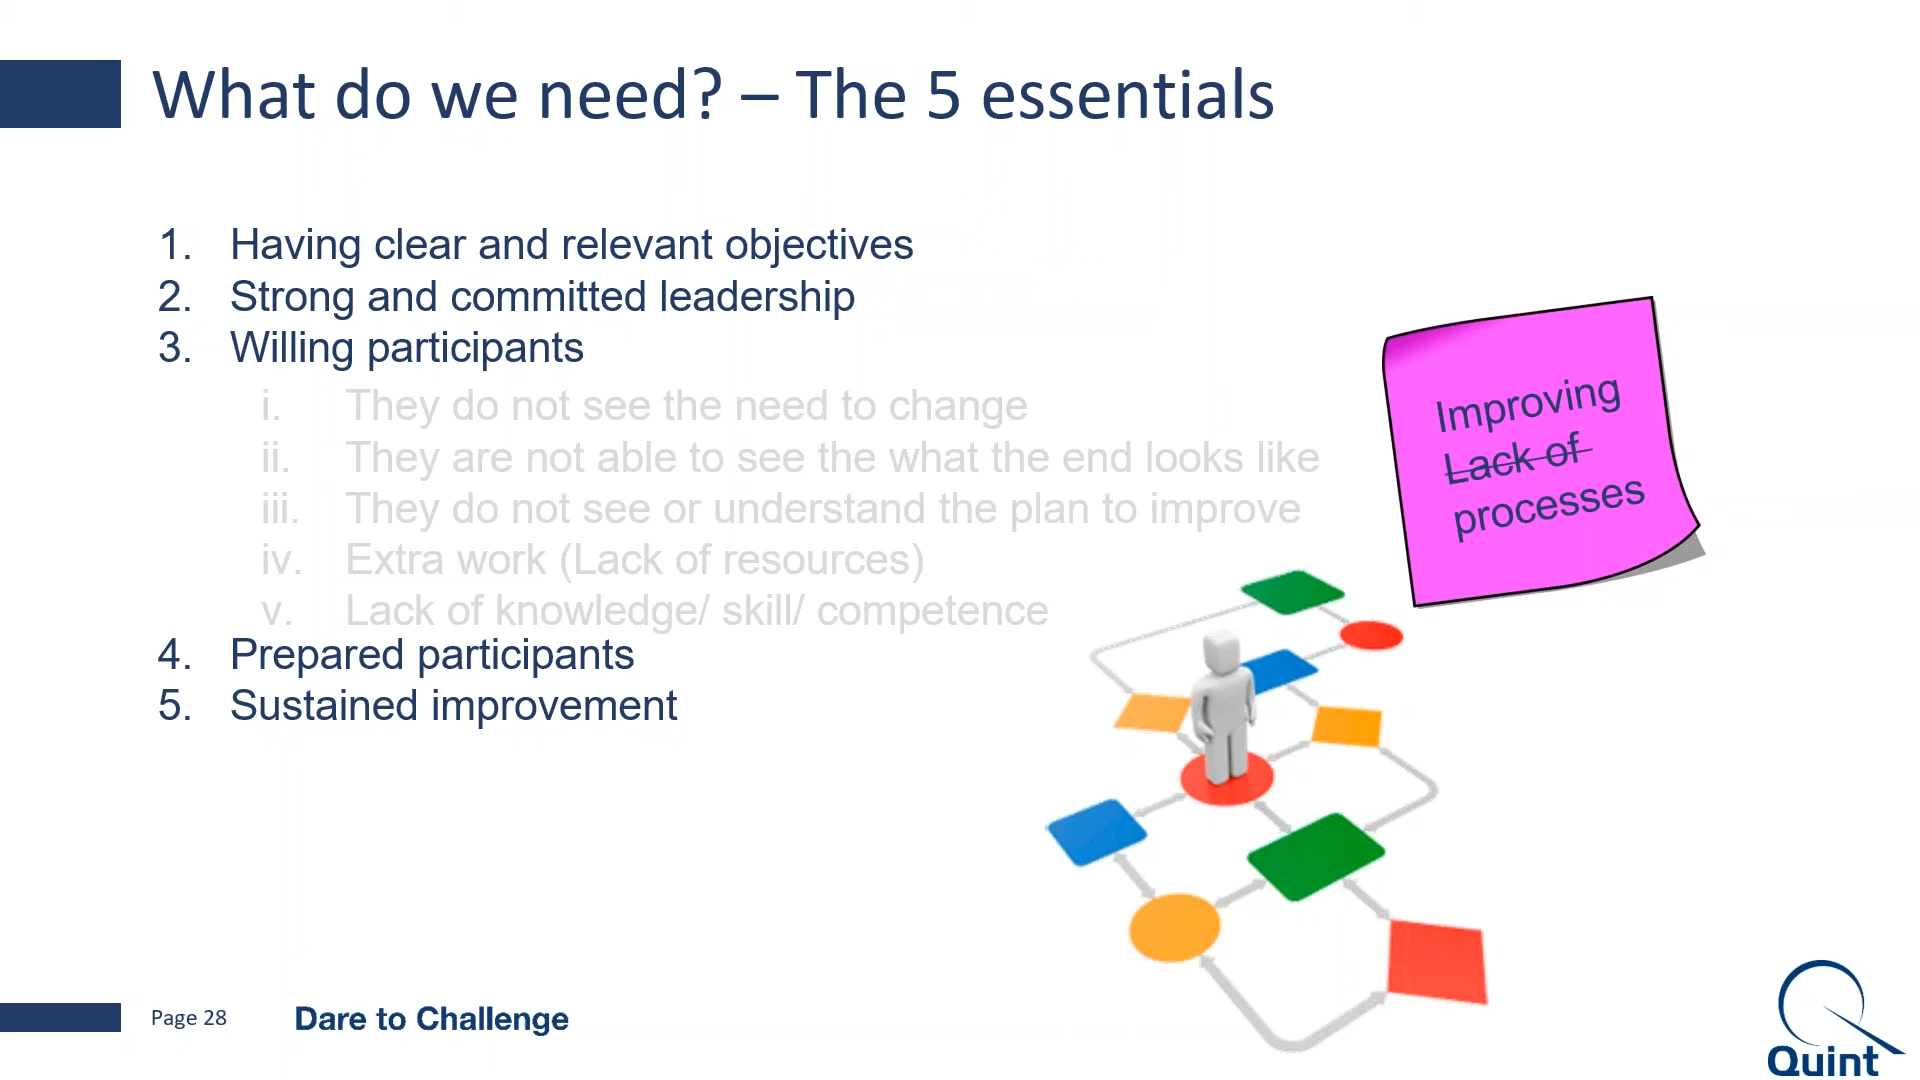 What do we need? – The 5 essentials
1. Having clear and relevant objectives
2. Strong and committed leadership
3. Willing participants
i. They do not see the need to change
ii. They are not able to see the what the end looks like
iii. They do not see or understand the plan to improve
iv. Extra work (Lack of resources)
v. Lack of knowledge/ skill/ competence
4. Prepared participants
5. Sustained improvement
Improving
Lack of
processes
Page 28
Dare to Challenge
Quint